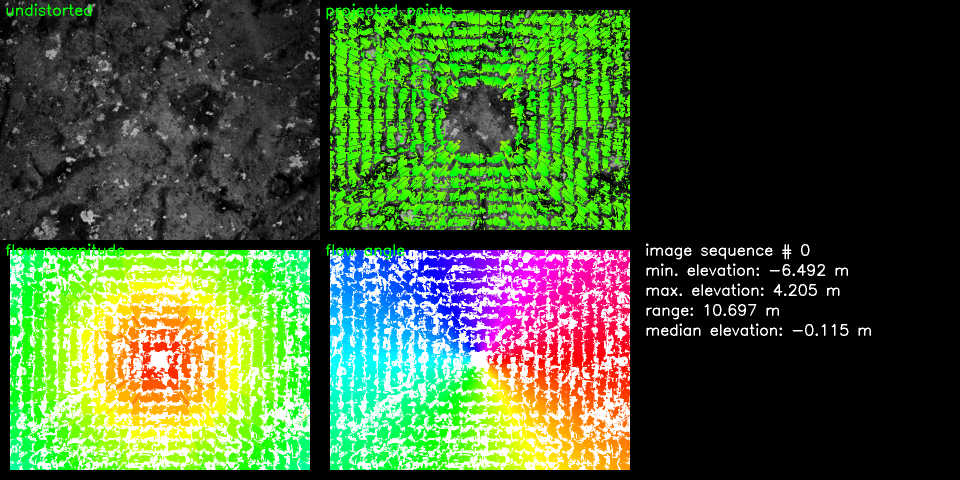 undistorted
projected points
flow magnitude
flow angle
image sequence # 0
min. elevation: −6.492 m
max. elevation: 4.205 m
range: 10.697 m
median elevation: −0.115 m